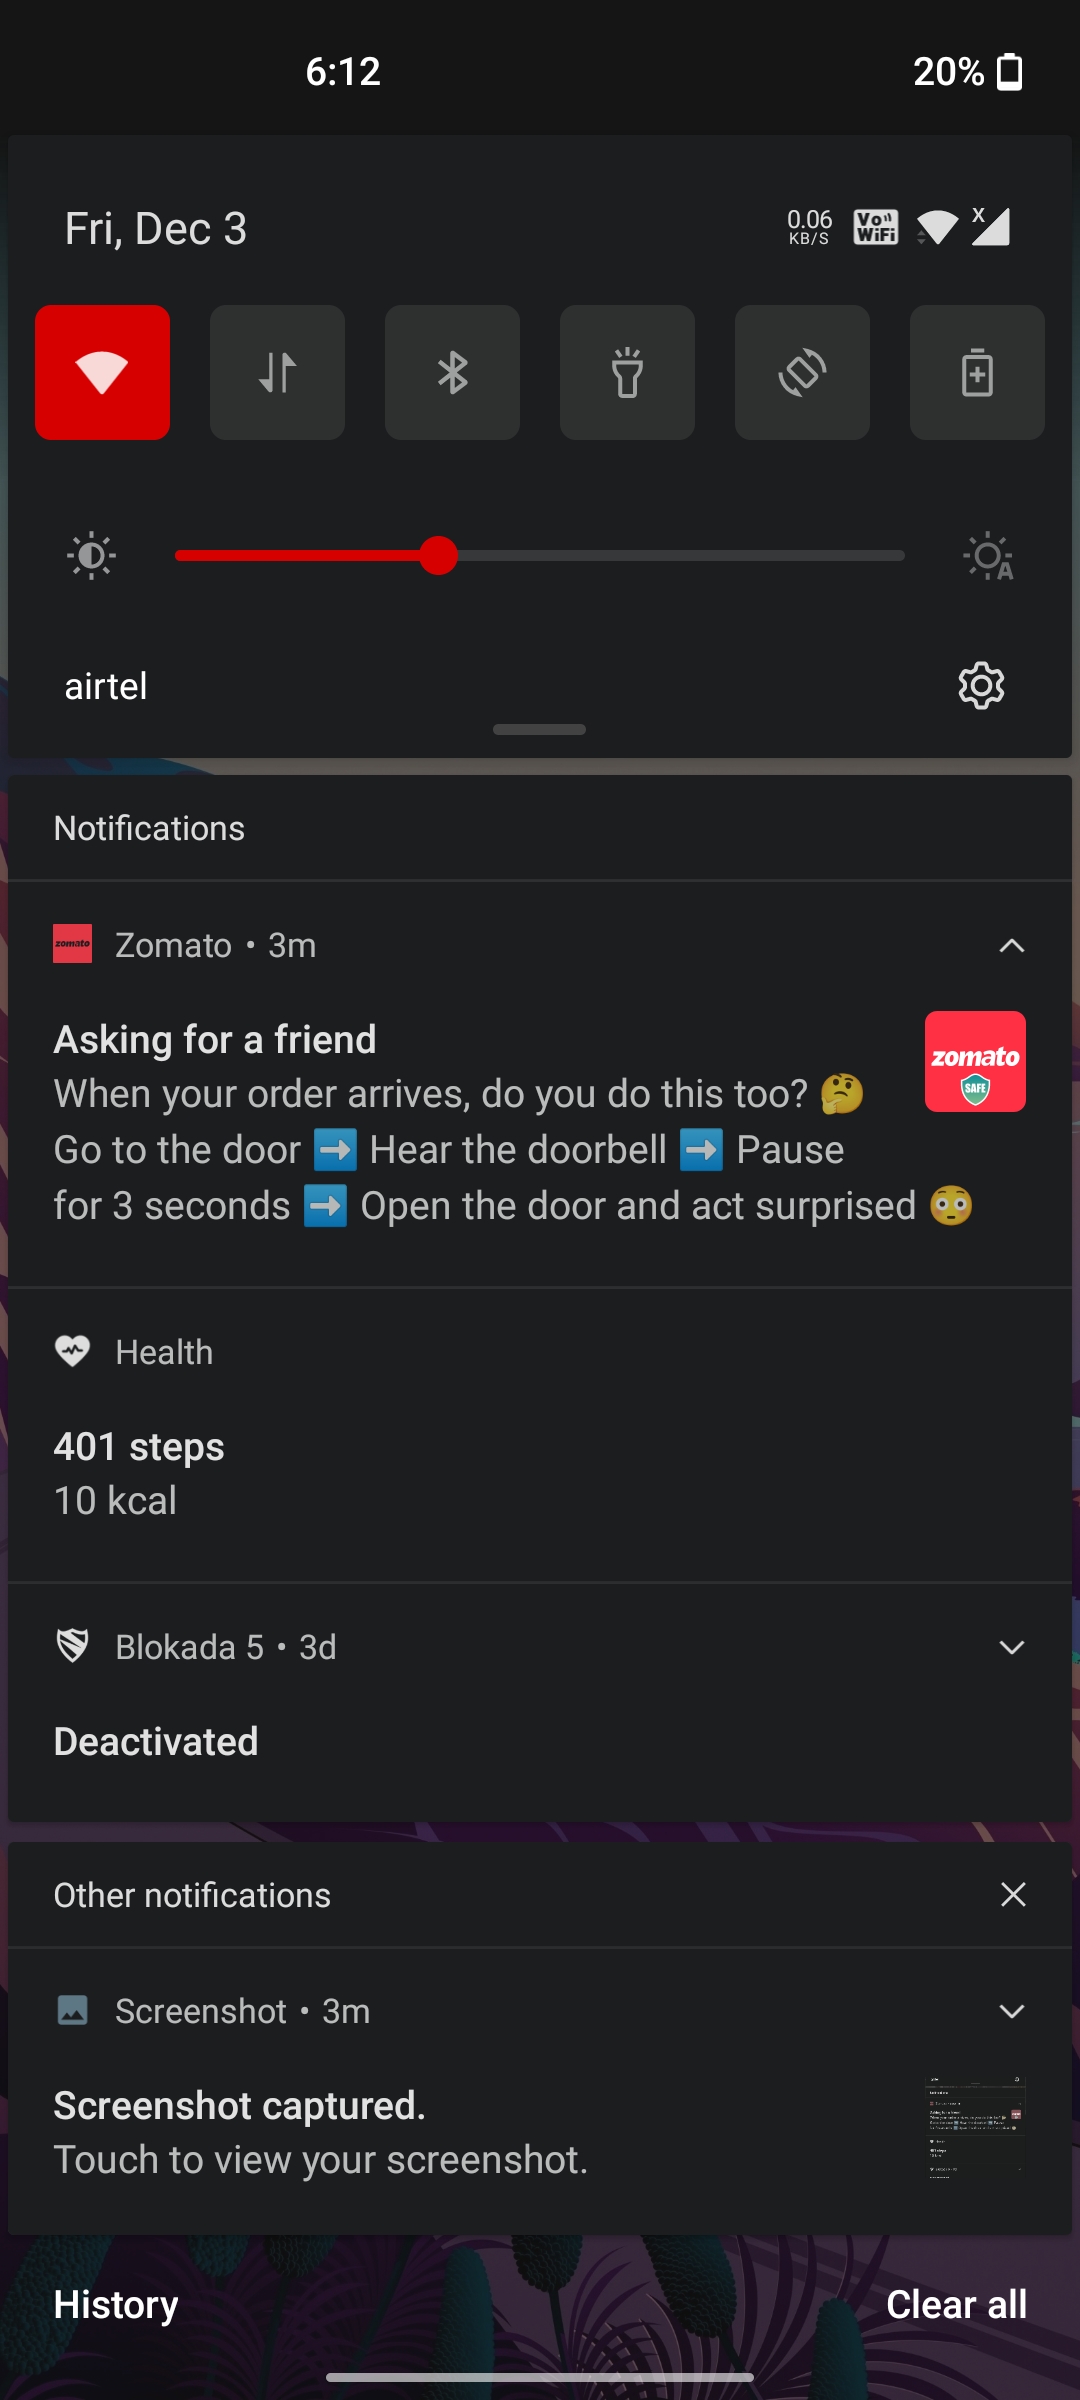 6:12
20%
Fri, Dec 3
0.06
KB/S
Vo
WiFi
X
A
airtel
Notifications
zomato
Zomato • 3m
Asking for a friend
When your order arrives, do you do this too? 🤔
Go to the door ➡️ Hear the doorbell ➡️ Pause
for 3 seconds ➡️ Open the door and act surprised 😳
zomato
SAFE
Health
401 steps
10 kcal
Blokada 5 • 3d
Deactivated
Other notifications
Screenshot • 3m
Screenshot captured.
Touch to view your screenshot.
History
Clear all